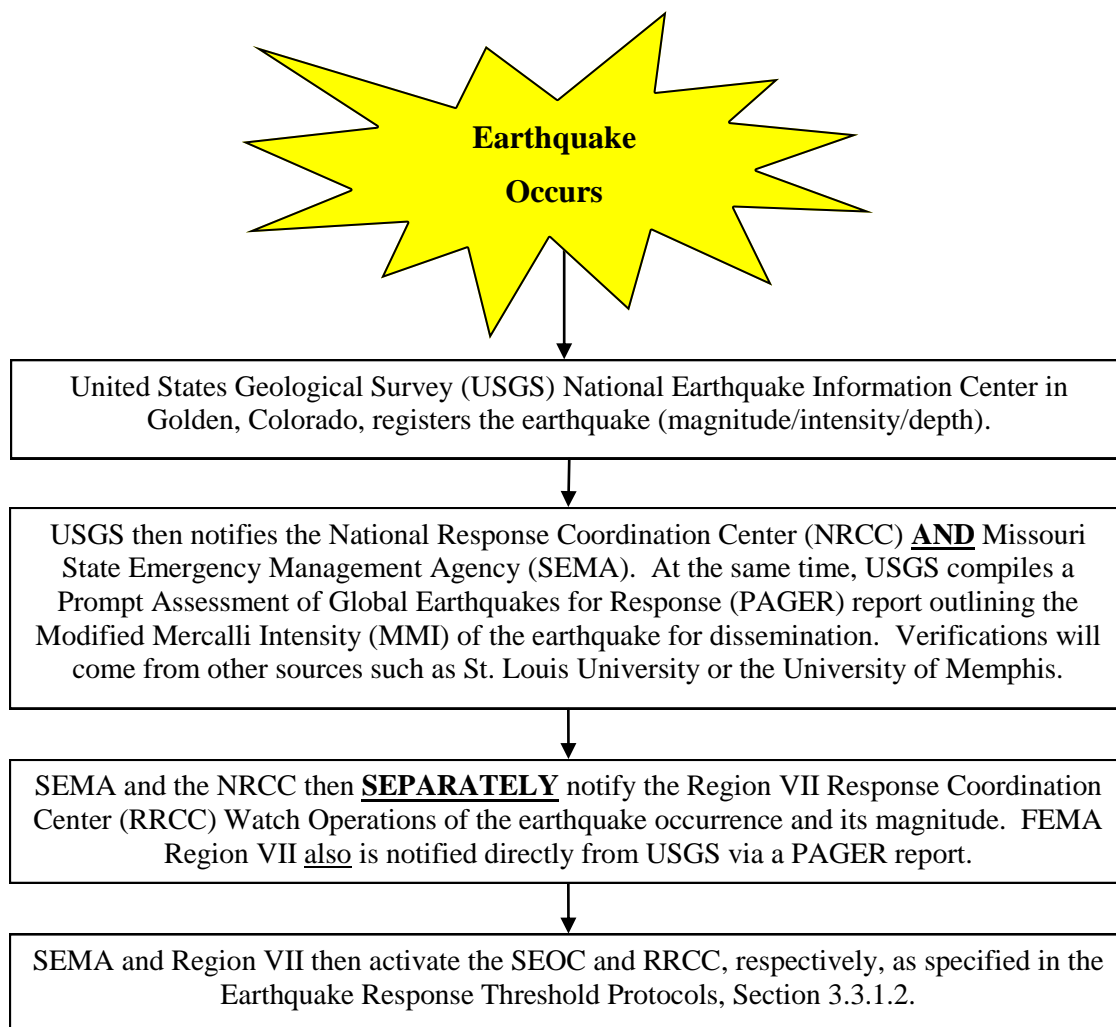 Earthquake
Occurs
United States Geological Survey (USGS) National Earthquake Information Center in
Golden, Colorado, registers the earthquake (magnitude/intensity/depth).
USGS then notifies the National Response Coordination Center (NRCC) AND Missouri
State Emergency Management Agency (SEMA).  At the same time, USGS compiles a
Prompt Assessment of Global Earthquakes for Response (PAGER) report outlining the
Modified Mercalli Intensity (MMI) of the earthquake for dissemination.  Verifications will
come from other sources such as St. Louis University or the University of Memphis.
SEMA and the NRCC then SEPARATELY notify the Region VII Response Coordination
Center (RRCC) Watch Operations of the earthquake occurrence and its magnitude.  FEMA
Region VII also is notified directly from USGS via a PAGER report.
SEMA and Region VII then activate the SEOC and RRCC, respectively, as specified in the
Earthquake Response Threshold Protocols, Section 3.3.1.2.